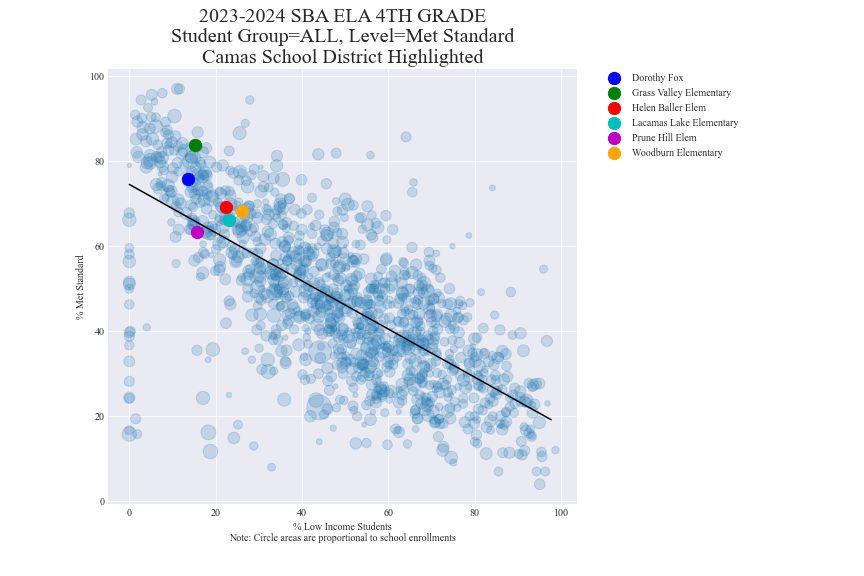 2023-2024 SBA ELA 4TH GRADE
Student Group=ALL, Level=Met Standard
Camas School District Highlighted
Dorothy Fox
Grass Valley Elementary
Helen Baller Elem
Lacamas Lake Elementary
Prune Hill Elem
Woodburn Elementary
% Met Standard
100
80
60
40
20
0
0 20 40 60 80 100
% Low Income Students
Note: Circle areas are proportional to school enrollments